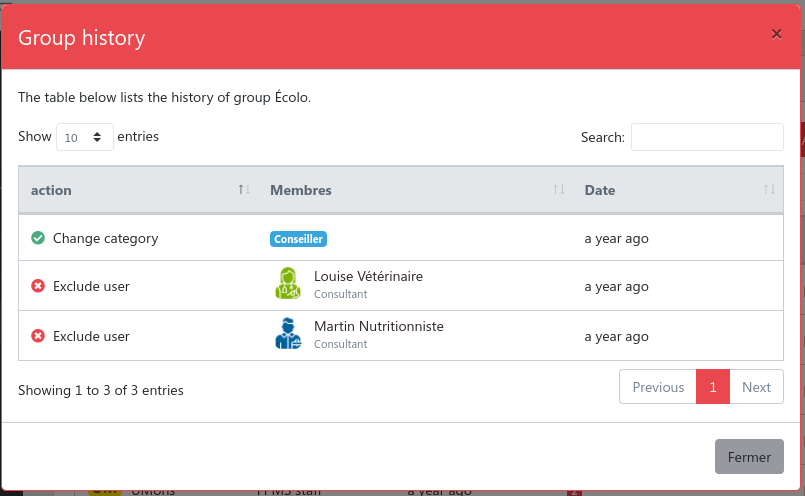 Group history
×
The table below lists the history of group Écolo.
Show 10 entries
Search:
action Membres Date
Change category Conseiller a year ago
Exclude user Louise Vétérinaire Consultant a year ago
Exclude user Martin Nutritionniste Consultant a year ago
Showing 1 to 3 of 3 entries
Previous 1 Next
Fermer